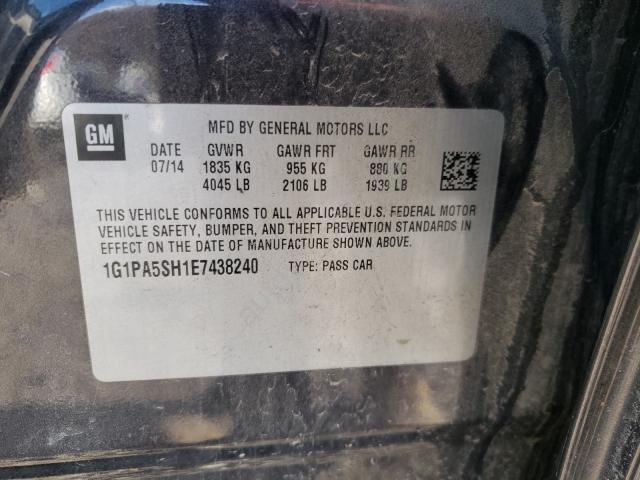 GM
MFD BY GENERAL MOTORS LLC
DATE GVWR GAWR FRT GAWR RR
07/14 1835 KG 955 KG 880 KG
4045 LB 2106 LB 1939 LB
THIS VEHICLE CONFORMS TO ALL APPLICABLE U.S. FEDERAL MOTOR
VEHICLE SAFETY, BUMPER, AND THEFT PREVENTION STANDARDS IN
EFFECT ON THE DATE OF MANUFACTURE SHOWN ABOVE.
1G1PA5SH1E7438240 TYPE: PASS CAR